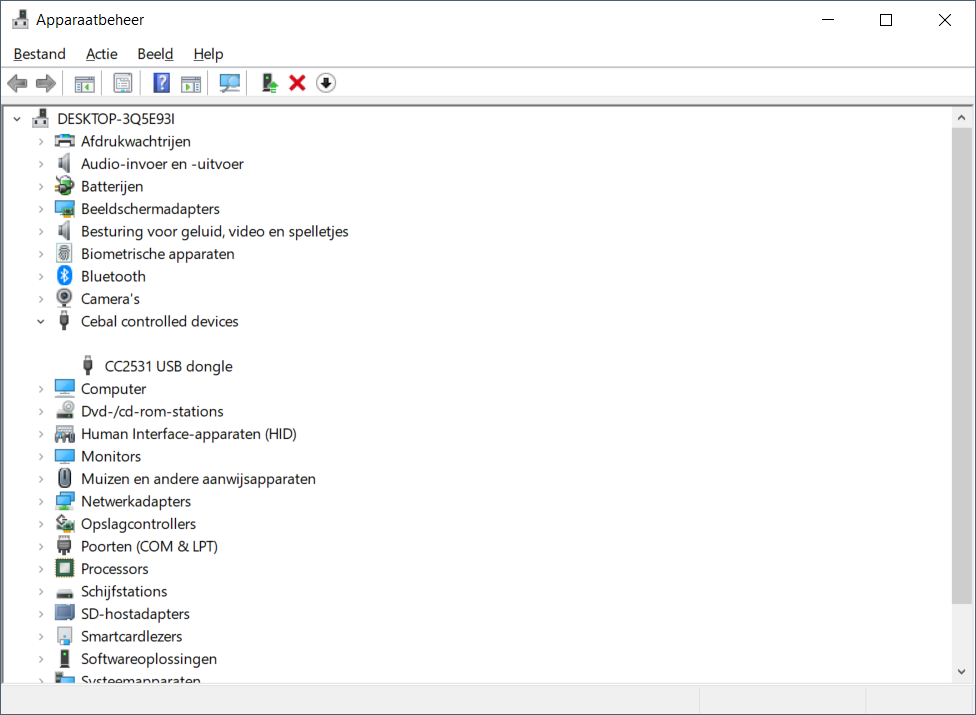 Apparaatbeheer
Bestand Actie Beeld Help
DESKTOP-3Q5E93I
Afdrukwachtrijen
Audio-invoer en -uitvoer
Batterijen
Beeldschermadapters
Besturing voor geluid, video en spelletjes
Biometrische apparaten
Bluetooth
Camera's
Cebal controlled devices
CC2531 USB dongle
Computer
Dvd-/cd-rom-stations
Human Interface-apparaten (HID)
Monitors
Muizen en andere aanwijsapparaten
Netwerkadapters
Opslagcontrollers
Poorten (COM & LPT)
Processors
Schijfstations
SD-hostadapters
Smartcardlezers
Softwareoplossingen
Systeemapparaten